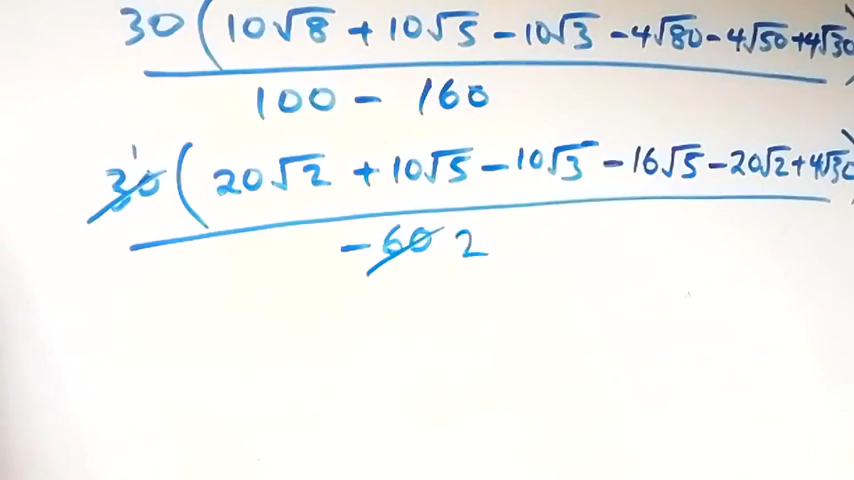 30 (10√8 + 10√5 - 10√3 - 4√80 - 4√50 + 4√30)
100 - 160
1
30 (20√2 + 10√5 - 10√3 - 16√5 - 20√2 + 4√30)
-60 2